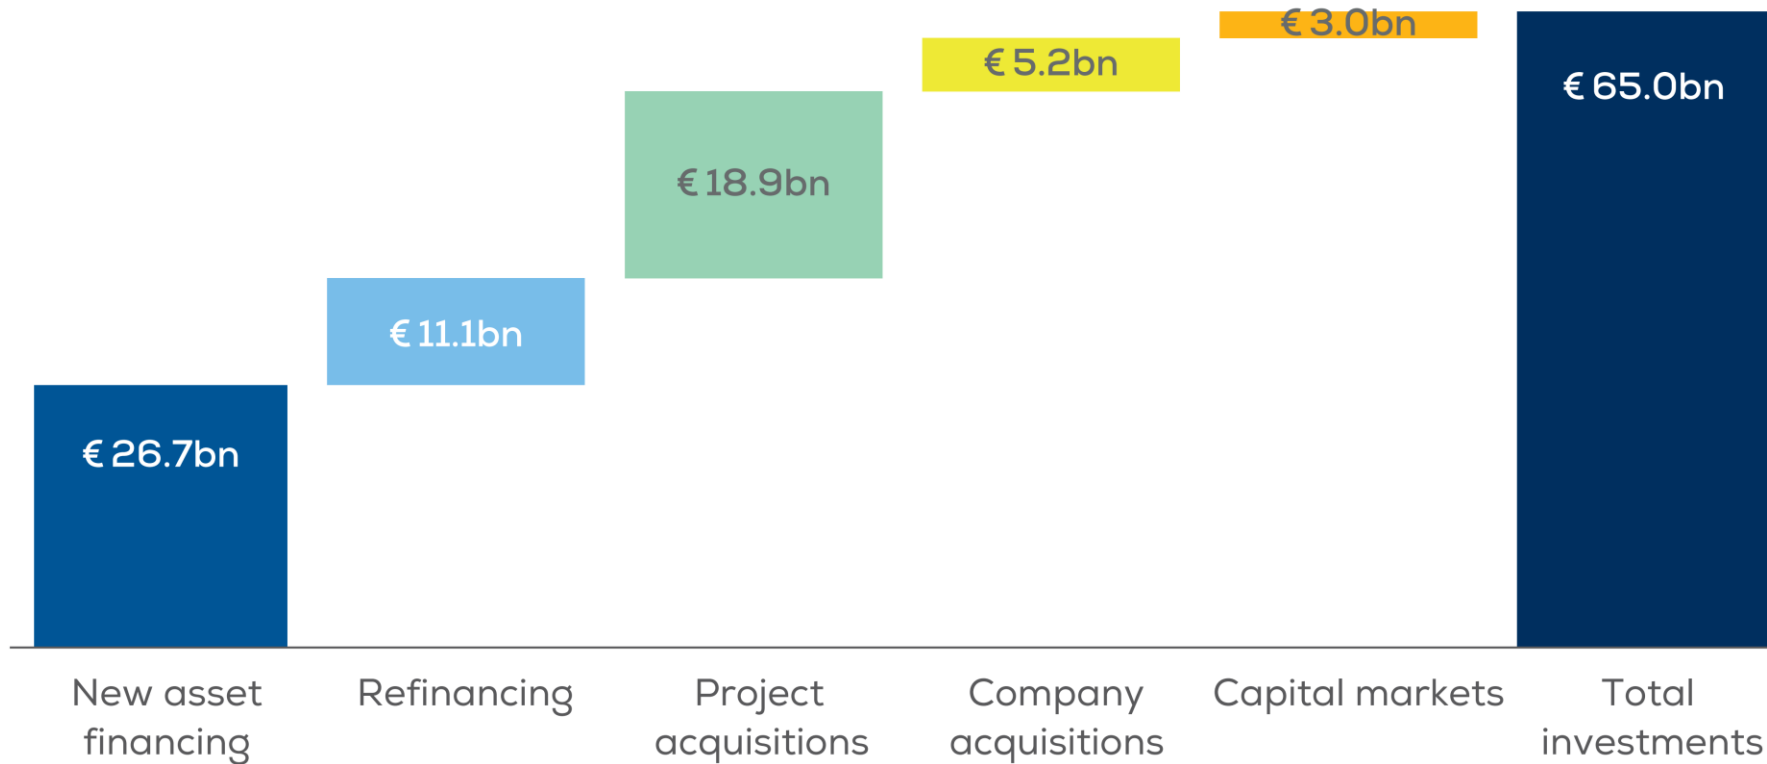 € 3.0bn
€ 5.2bn
€ 65.0bn
€ 18.9bn
€ 11.1bn
€ 26.7bn
New asset
financing
Refinancing
Project
acquisitions
Company
acquisitions
Capital markets
Total
investments